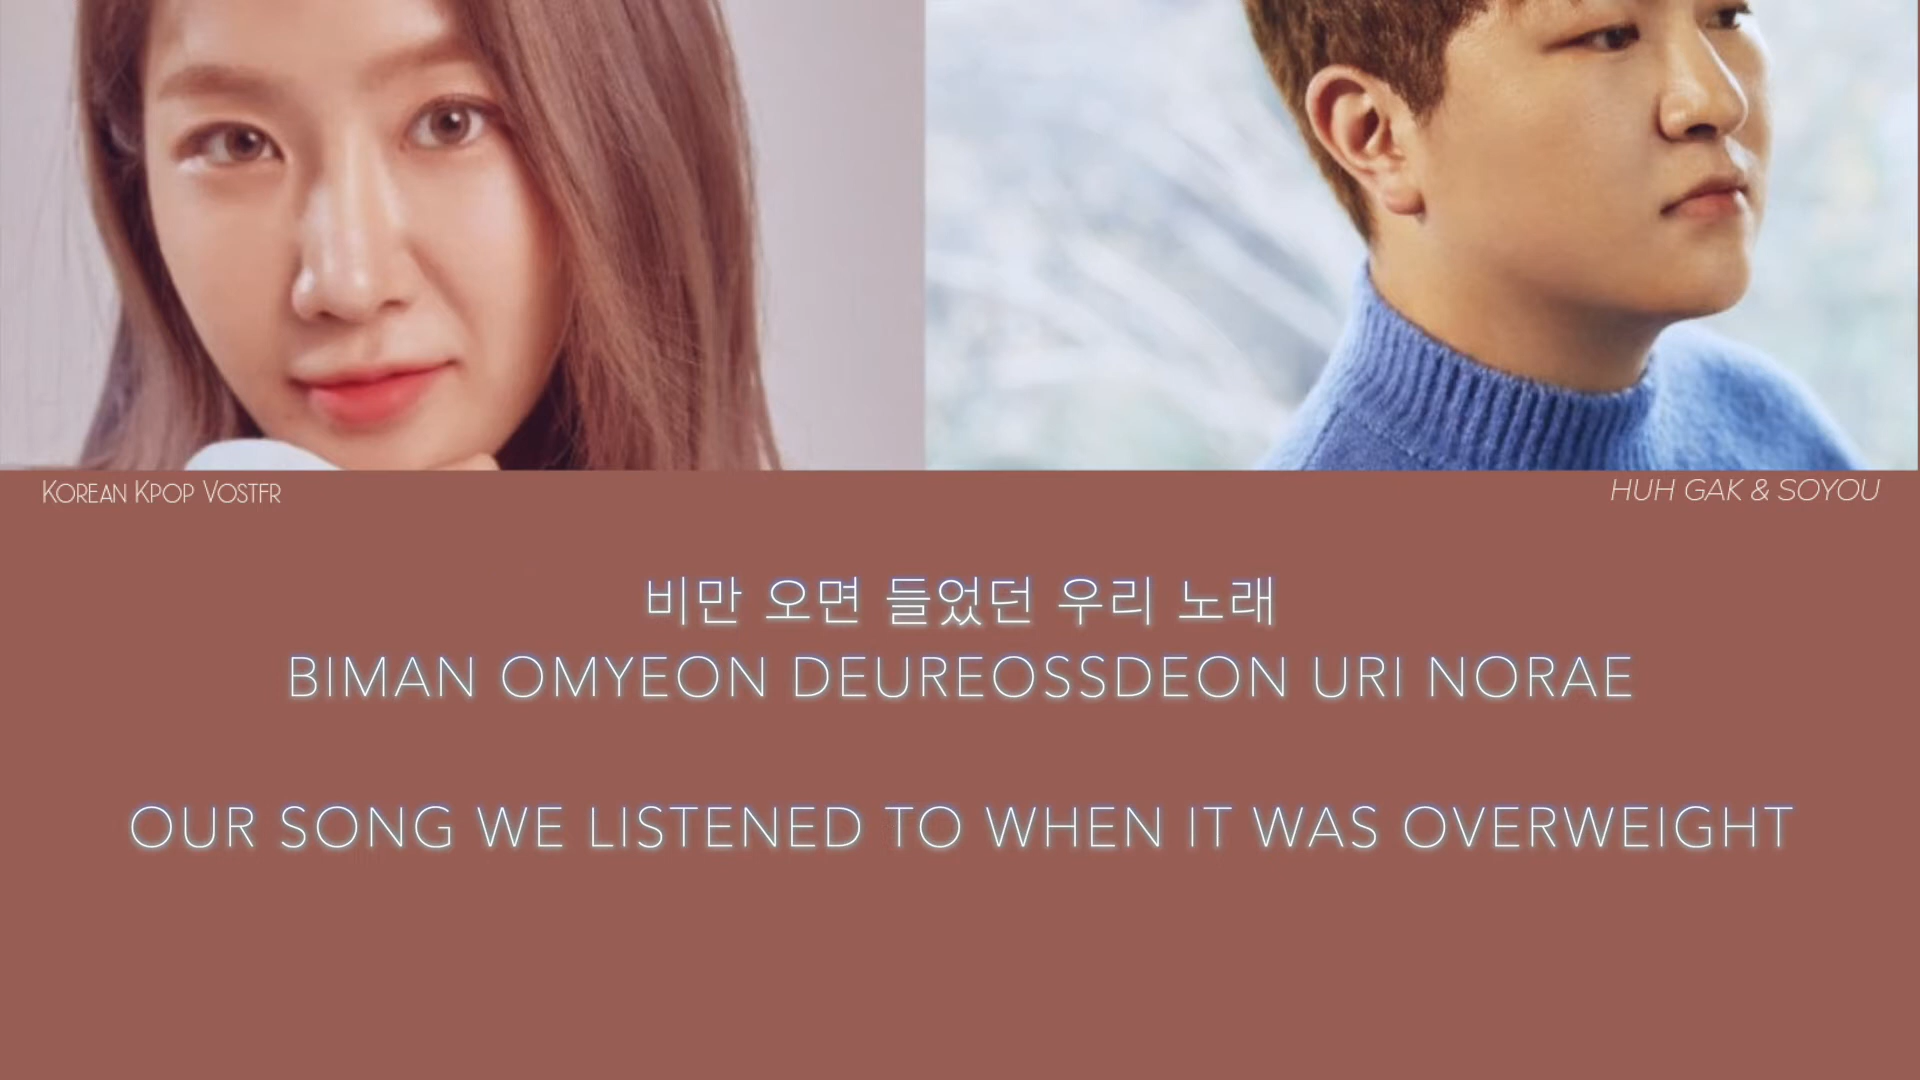 KOREAN KPOP VOSTFR
HUH GAK & SOYOU
비만 오면 들었던 우리 노래
BIMAN OMYEON DEUREOSSDEON URI NORAE
OUR SONG WE LISTENED TO WHEN IT WAS OVERWEIGHT